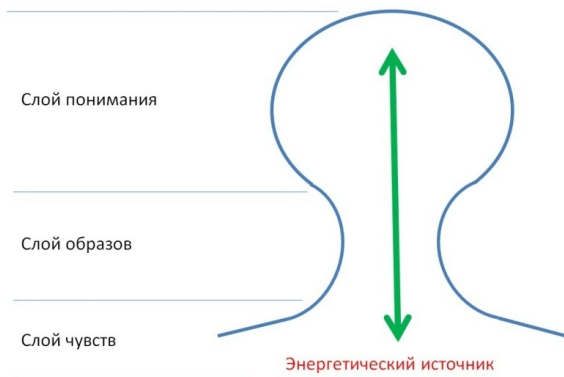 Слой понимания
Слой образов
Слой чувств
Энергетический источник